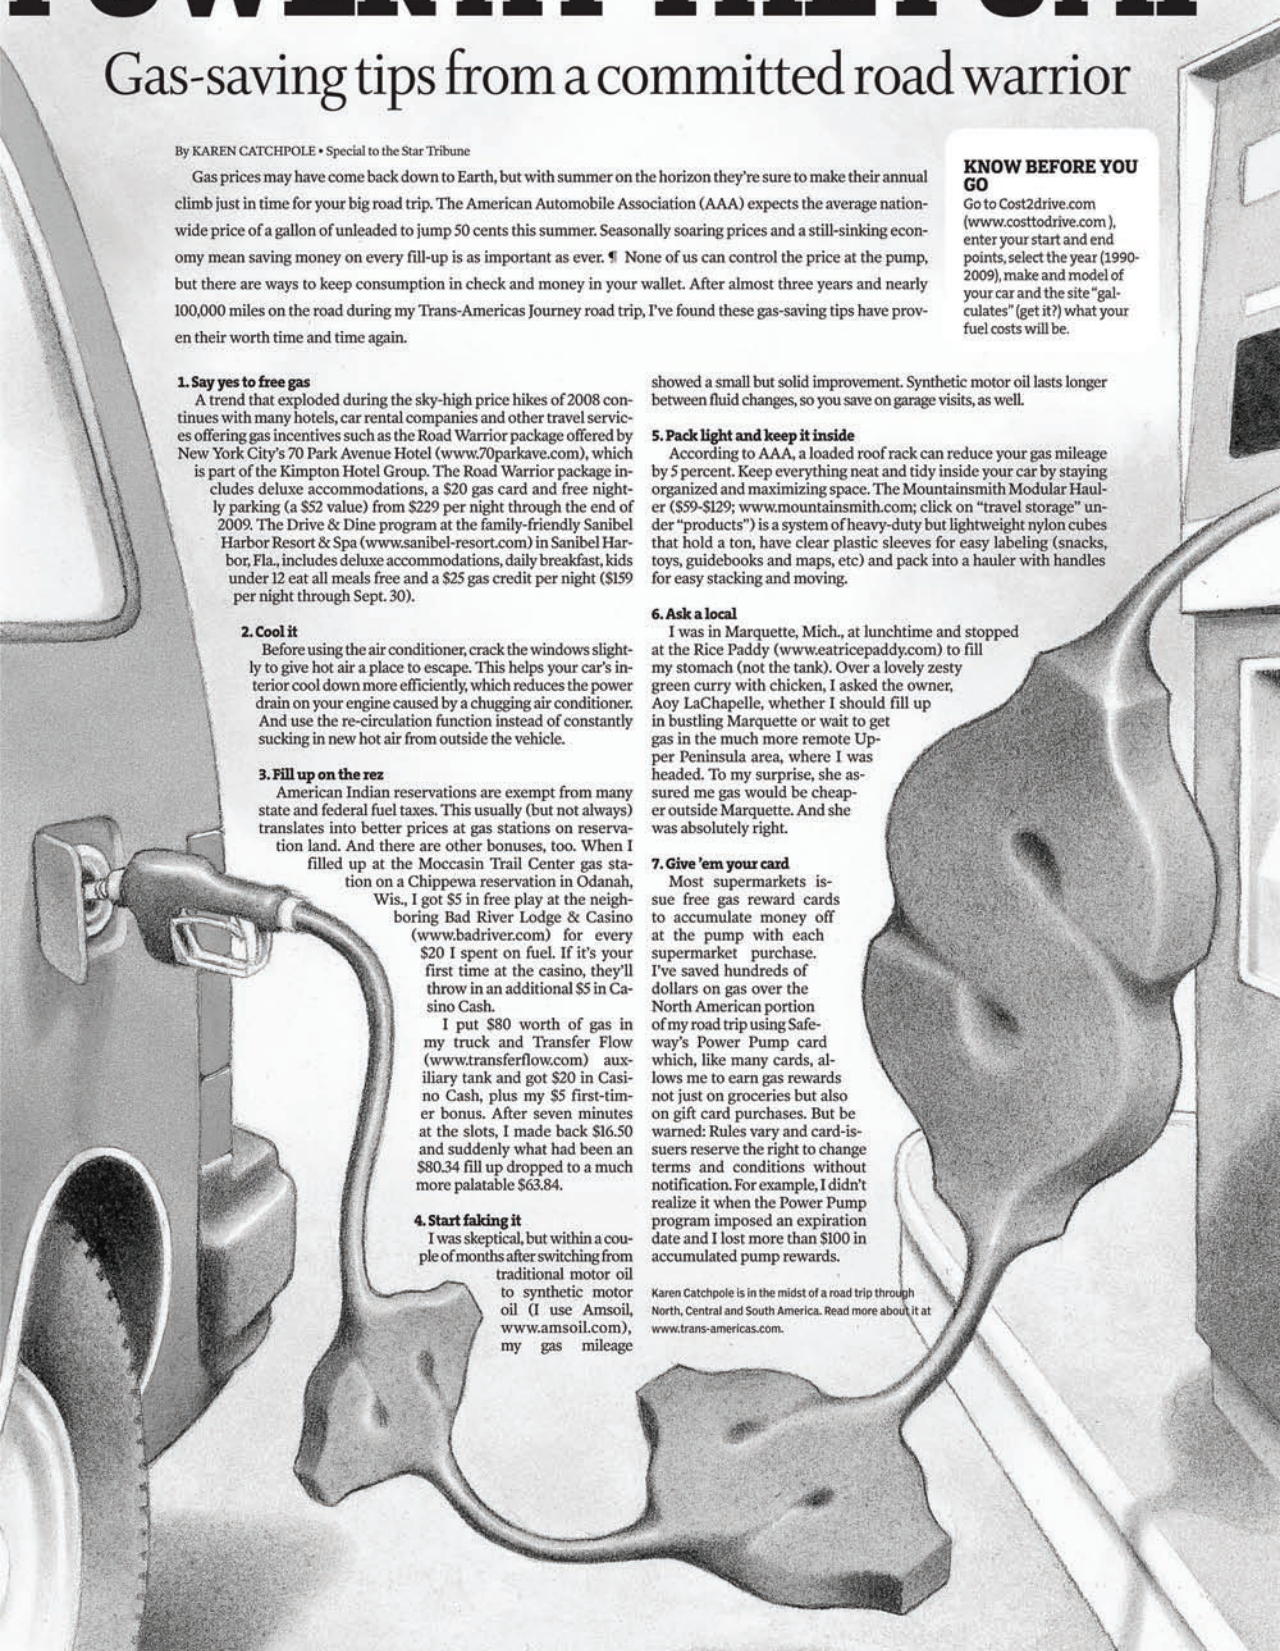 Gas-saving tips from a committed road warrior
By KAREN CATCHPOLE • Special to the Star Tribune
Gas prices may have come back down to Earth, but with summer on the horizon they're sure to make their annual
climb just in time for your big road trip. The American Automobile Association (AAA) expects the average nation-
wide price of a gallon of unleaded to jump 50 cents this summer. Seasonally soaring prices and a still-sinking econ-
omy mean saving money on every fill-up is as important as ever. ¶ None of us can control the price at the pump,
but there are ways to keep consumption in check and money in your wallet. After almost three years and nearly
100,000 miles on the road during my Trans-Americas Journey road trip, I've found these gas-saving tips have prov-
en their worth time and time again.
KNOW BEFORE YOU
GO
Go to Cost2drive.com
(www.costtodrive.com ),
enter your start and end
points, select the year (1990-
2009), make and model of
your car and the site "gal-
culates" (get it?) what your
fuel costs will be.
1. Say yes to free gas
A trend that exploded during the sky-high price hikes of 2008 con-
tinues with many hotels, car rental companies and other travel servic-
es offering gas incentives such as the Road Warrior package offered by
New York City's 70 Park Avenue Hotel (www.70parkave.com), which
is part of the Kimpton Hotel Group. The Road Warrior package in-
cludes deluxe accommodations, a $20 gas card and free night-
ly parking (a $52 value) from $229 per night through the end of
2009. The Drive & Dine program at the family-friendly Sanibel
Harbor Resort & Spa (www.sanibel-resort.com) in Sanibel Har-
bor, Fla., includes deluxe accommodations, daily breakfast, kids
under 12 eat all meals free and a $25 gas credit per night ($159
per night through Sept. 30).
2. Cool it
Before using the air conditioner, crack the windows slight-
ly to give hot air a place to escape. This helps your car's in-
terior cool down more efficiently, which reduces the power
drain on your engine caused by a chugging air conditioner.
And use the re-circulation function instead of constantly
sucking in new hot air from outside the vehicle.
3. Fill up on the rez
American Indian reservations are exempt from many
state and federal fuel taxes. This usually (but not always)
translates into better prices at gas stations on reserva-
tion land. And there are other bonuses, too. When I
filled up at the Moccasin Trail Center gas sta-
tion on a Chippewa reservation in Odanah,
Wis., I got $5 in free play at the neigh-
boring Bad River Lodge & Casino
(www.badriver.com) for every
$20 I spent on fuel. If it's your
first time at the casino, they'll
throw in an additional $5 in Ca-
sino Cash.
I put $80 worth of gas in
my truck and Transfer Flow
(www.transferflow.com) aux-
iliary tank and got $20 in Casi-
no Cash, plus my $5 first-tim-
er bonus. After seven minutes
at the slots, I made back $16.50
and suddenly what had been an
$80.34 fill up dropped to a much
more palatable $63.84.
4. Start faking it
I was skeptical, but within a cou-
ple of months after switching from
traditional motor oil
to synthetic motor
oil (I use Amsoil,
www.amsoil.com),
my gas mileage
showed a small but solid improvement. Synthetic motor oil lasts longer
between fluid changes, so you save on garage visits, as well.
5. Pack light and keep it inside
According to AAA, a loaded roof rack can reduce your gas mileage
by 5 percent. Keep everything neat and tidy inside your car by staying
organized and maximizing space. The Mountainsmith Modular Haul-
er ($59-$129; www.mountainsmith.com; click on "travel storage" un-
der "products") is a system of heavy-duty but lightweight nylon cubes
that hold a ton, have clear plastic sleeves for easy labeling (snacks,
toys, guidebooks and maps, etc) and pack into a hauler with handles
for easy stacking and moving.
6. Ask a local
I was in Marquette, Mich., at lunchtime and stopped
at the Rice Paddy (www.eatricepaddy.com) to fill
my stomach (not the tank). Over a lovely zesty
green curry with chicken, I asked the owner,
Aoy LaChapelle, whether I should fill up
in bustling Marquette or wait to get
gas in the much more remote Up-
per Peninsula area, where I was
headed. To my surprise, she as-
sured me gas would be cheap-
er outside Marquette. And she
was absolutely right.
7. Give 'em your card
Most supermarkets is-
sue free gas reward cards
to accumulate money off
at the pump with each
supermarket purchase.
I've saved hundreds of
dollars on gas over the
North American portion
of my road trip using Safe-
way's Power Pump card
which, like many cards, al-
lows me to earn gas rewards
not just on groceries but also
on gift card purchases. But be
warned: Rules vary and card-is-
suers reserve the right to change
terms and conditions without
notification. For example, I didn't
realize it when the Power Pump
program imposed an expiration
date and I lost more than $100 in
accumulated pump rewards.
Karen Catchpole is in the midst of a road trip through
North, Central and South America. Read more about it at
www.trans-americas.com.